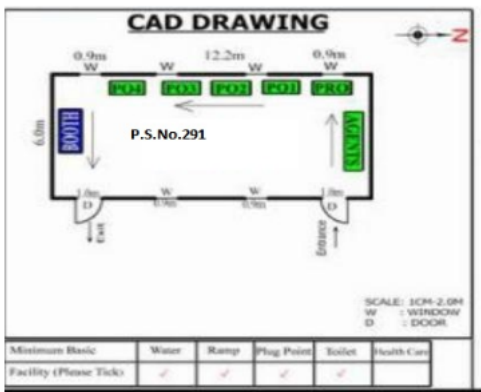 CAD DRAWING
N
0.9m 12.2m 0.9m
W W W W
PO4 PO3 PO2 PO1 PRO
6.0m
BOOTH
P.S.No.291
AGENTS
1.0m W W 1.0m
D 0.9m 0.9m D
Exit
Entrance
SCALE: 1CM-2.0M
W : WINDOW
D : DOOR
Minimum Basic Water Ramp Plug Point Toilet Health Care
Facility (Please Tick) ✓ ✓ ✓ ✓